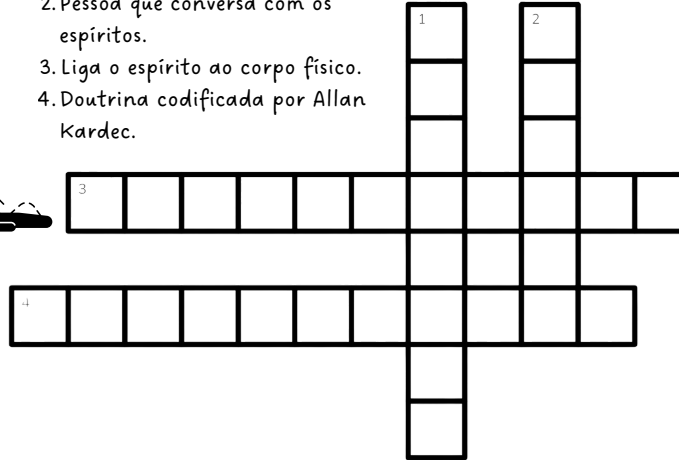 2. Pessoa que conversa com os
espíritos.
3. Liga o espírito ao corpo físico.
4. Doutrina codificada por Allan
Kardec.
1
2
3
4